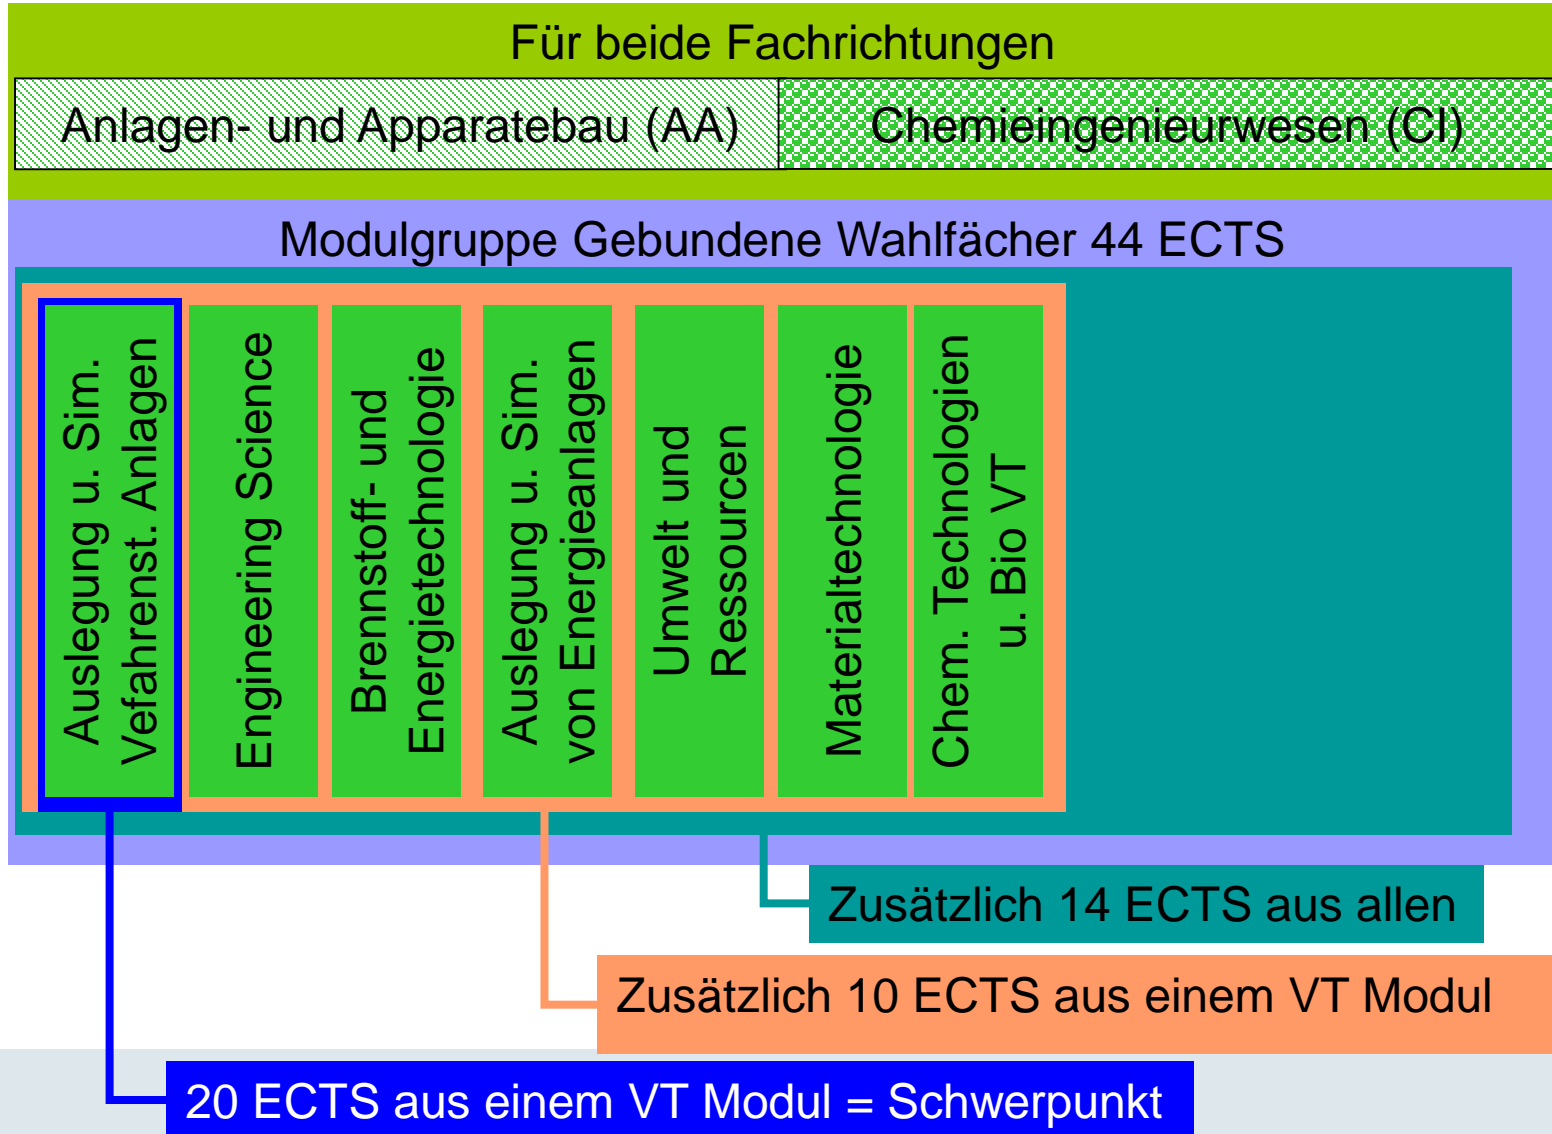 Für beide Fachrichtungen
Anlagen- und Apparatebau (AA)
Chemieingenieurwesen (CI)
Modulgruppe Gebundene Wahlfächer 44 ECTS
Auslegung u. Sim.
Vefahrenst. Anlagen
Engineering Science
Brennstoff- und
Energietechnologie
Auslegung u. Sim.
von Energieanlagen
Umwelt und
Ressourcen
Materialtechnologie
Chem. Technologien
u. Bio VT
Zusätzlich 14 ECTS aus allen
Zusätzlich 10 ECTS aus einem VT Modul
20 ECTS aus einem VT Modul = Schwerpunkt